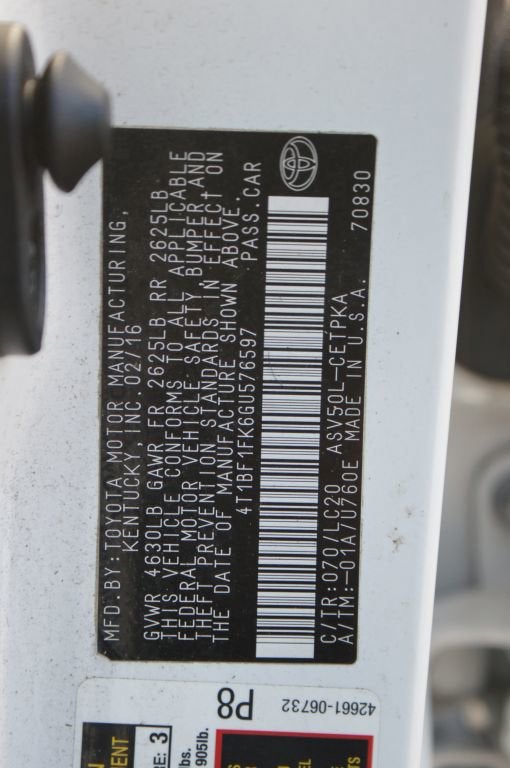 MFD.BY:TOYOTA MOTOR MANUFACTURING,
KENTUCKY INC.02/16
GVWR 4630LB GAWR FR 2625LB RR 2625LB
THIS VEHICLE CONFORMS TO ALL APPLICABLE
FEDERAL MOTOR VEHICLE SAFETY, BUMPER AND
THEFT PREVENTION STANDARDS IN EFFECT ON
THE DATE OF MANUFACTURE SHOWN ABOVE.
4T1BF1FK6GU576597 PASS.CAR
C/TR:070/LC20 ASV50L-CETPKA
A/TM:-01A/U760E MADE IN U.S.A. 70830
P8
42661-06732
3
lbs.
905lb.